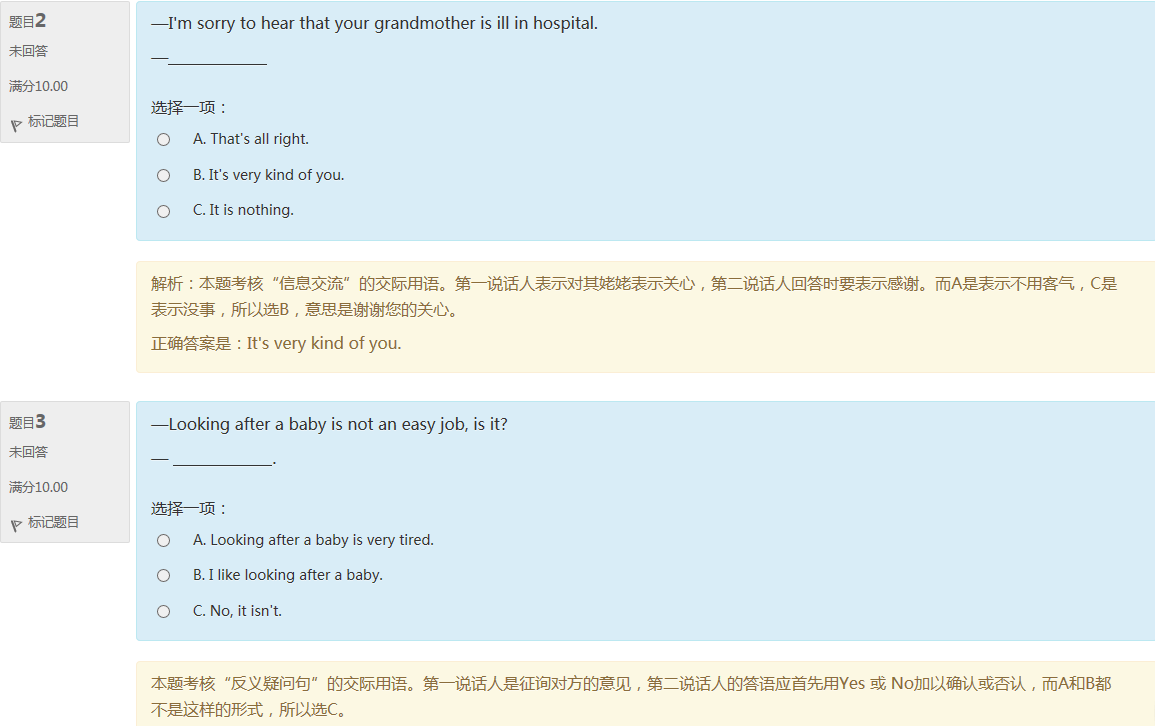 题目2
未回答
满分10.00
标记题目
—I'm sorry to hear that your grandmother is ill in hospital.
—____________
选择一项：
A. That's all right.
B. It's very kind of you.
C. It is nothing.
解析：本题考核“信息交流”的交际用语。第一说话人表示对其姥姥表示关心，第二说话人回答时要表示感谢。而A是表示不用客气，C是
表示没事，所以选B，意思是谢谢您的关心。
正确答案是：It's very kind of you.
题目3
未回答
满分10.00
标记题目
—Looking after a baby is not an easy job, is it?
— ____________.
选择一项：
A. Looking after a baby is very tired.
B. I like looking after a baby.
C. No, it isn't.
本题考核“反义疑问句”的交际用语。第一说话人是征询对方的意见，第二说话人的答语应首先用Yes 或 No加以确认或否认，而A和B都
不是这样的形式，所以选C。